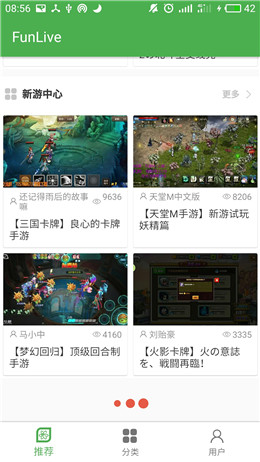 08:56
42
FunLive
新游中心
更多
还记得雨后的故事嘛
9636
天堂M中文版
8206
【三国卡牌】良心的卡牌
手游
【天堂M手游】新游试玩
妖精篇
马小中
4160
刘贻豪
3335
【梦幻回归】顶级回合制
手游
【火影卡牌】火の意誌
を、戰鬪再臨！
推荐
分类
用户